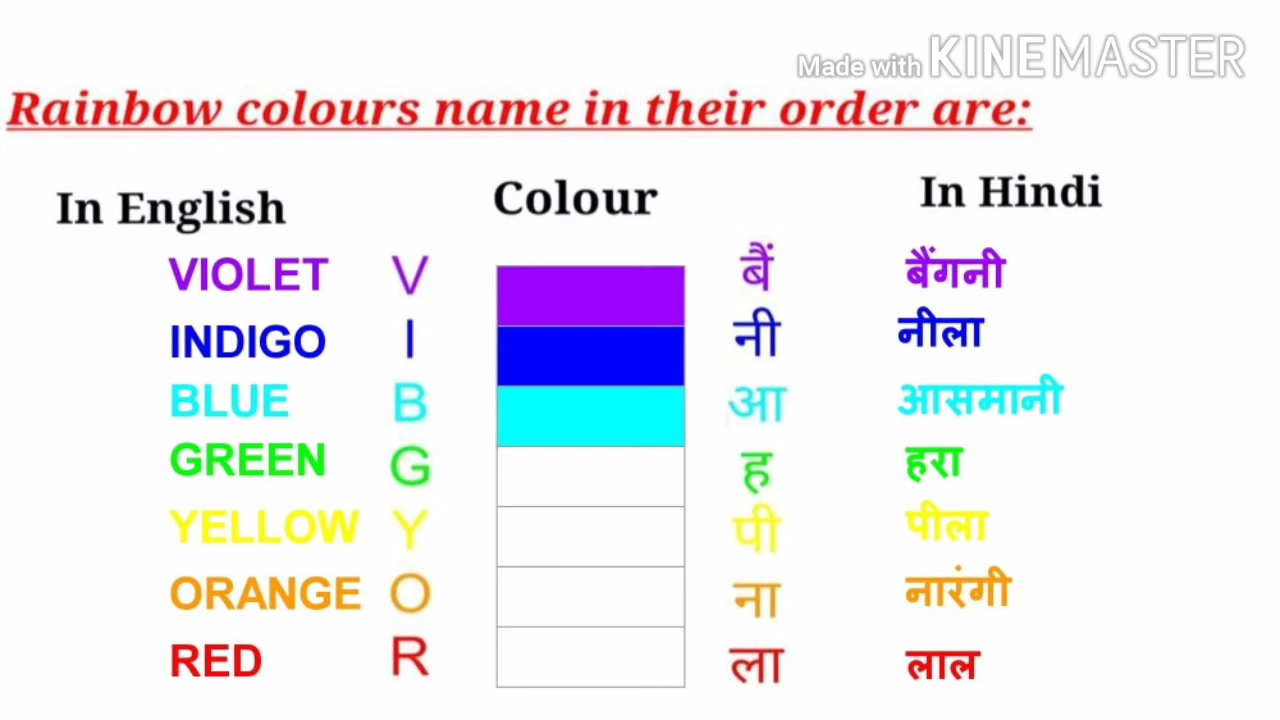 Made with KINEMASTER
Rainbow colours name in their order are:
In English Colour In Hindi
VIOLET V बैं बैंगनी
INDIGO I नी नीला
BLUE B आ आसमानी
GREEN G ह हरा
YELLOW Y पी पीला
ORANGE O ना नारंगी
RED R ला लाल